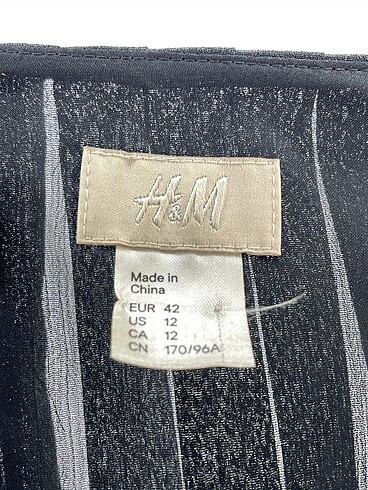 H&M
Made in
China
EUR 42
US 12
CA 12
CN 170/96A